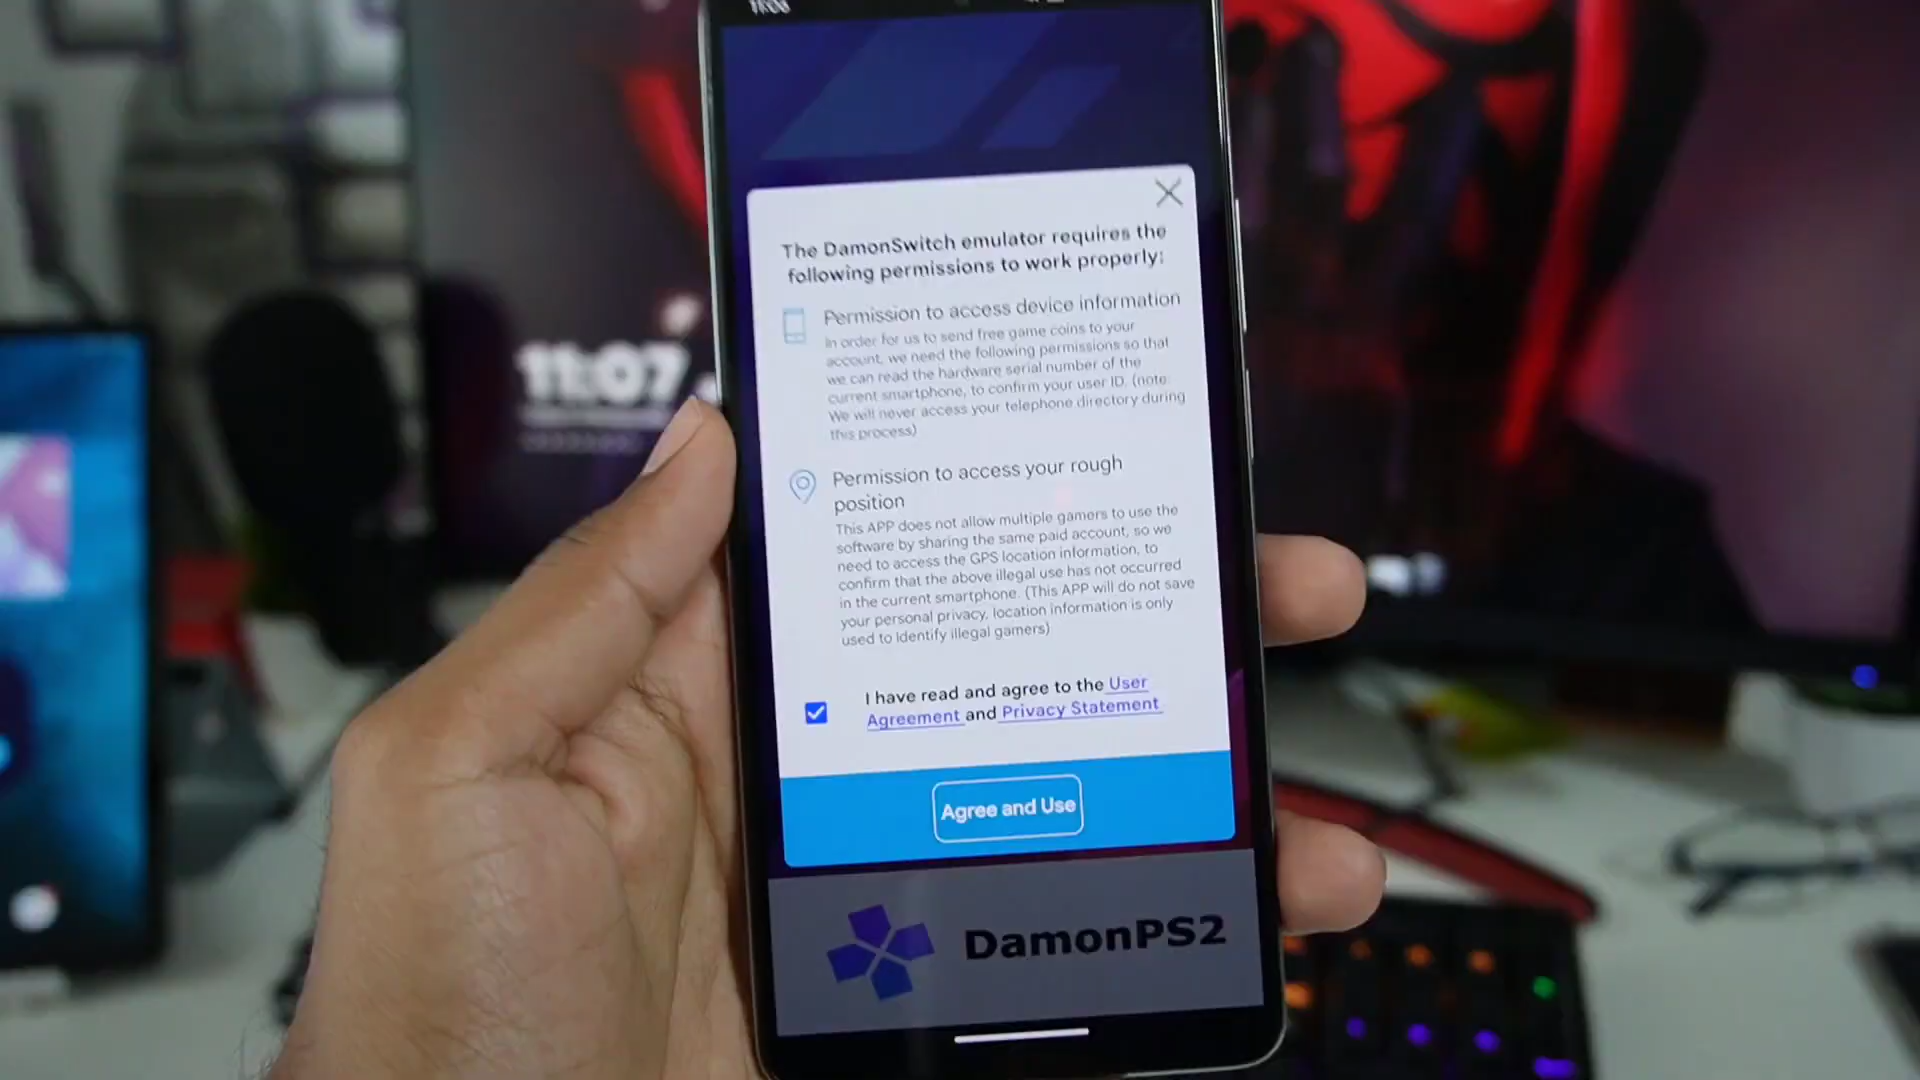 11:06
11:07
The DamonSwitch emulator requires the
following permissions to work properly:
Permission to access device information
In order for us to send free game coins to your
account, we need the following permissions so that
we can read the hardware serial number of the
current smartphone, to confirm your user ID. (note:
We will never access your telephone directory during
this process)
Permission to access your rough
position
This APP does not allow multiple gamers to use the
software by sharing the same paid account, so we
need to access the GPS location information, to
confirm that the above illegal use has not occurred
in the current smartphone. (This APP will do not save
your personal privacy, location information is only
used to Identify illegal gamers)
I have read and agree to the User
Agreement and Privacy Statement
Agree and Use
DamonPS2